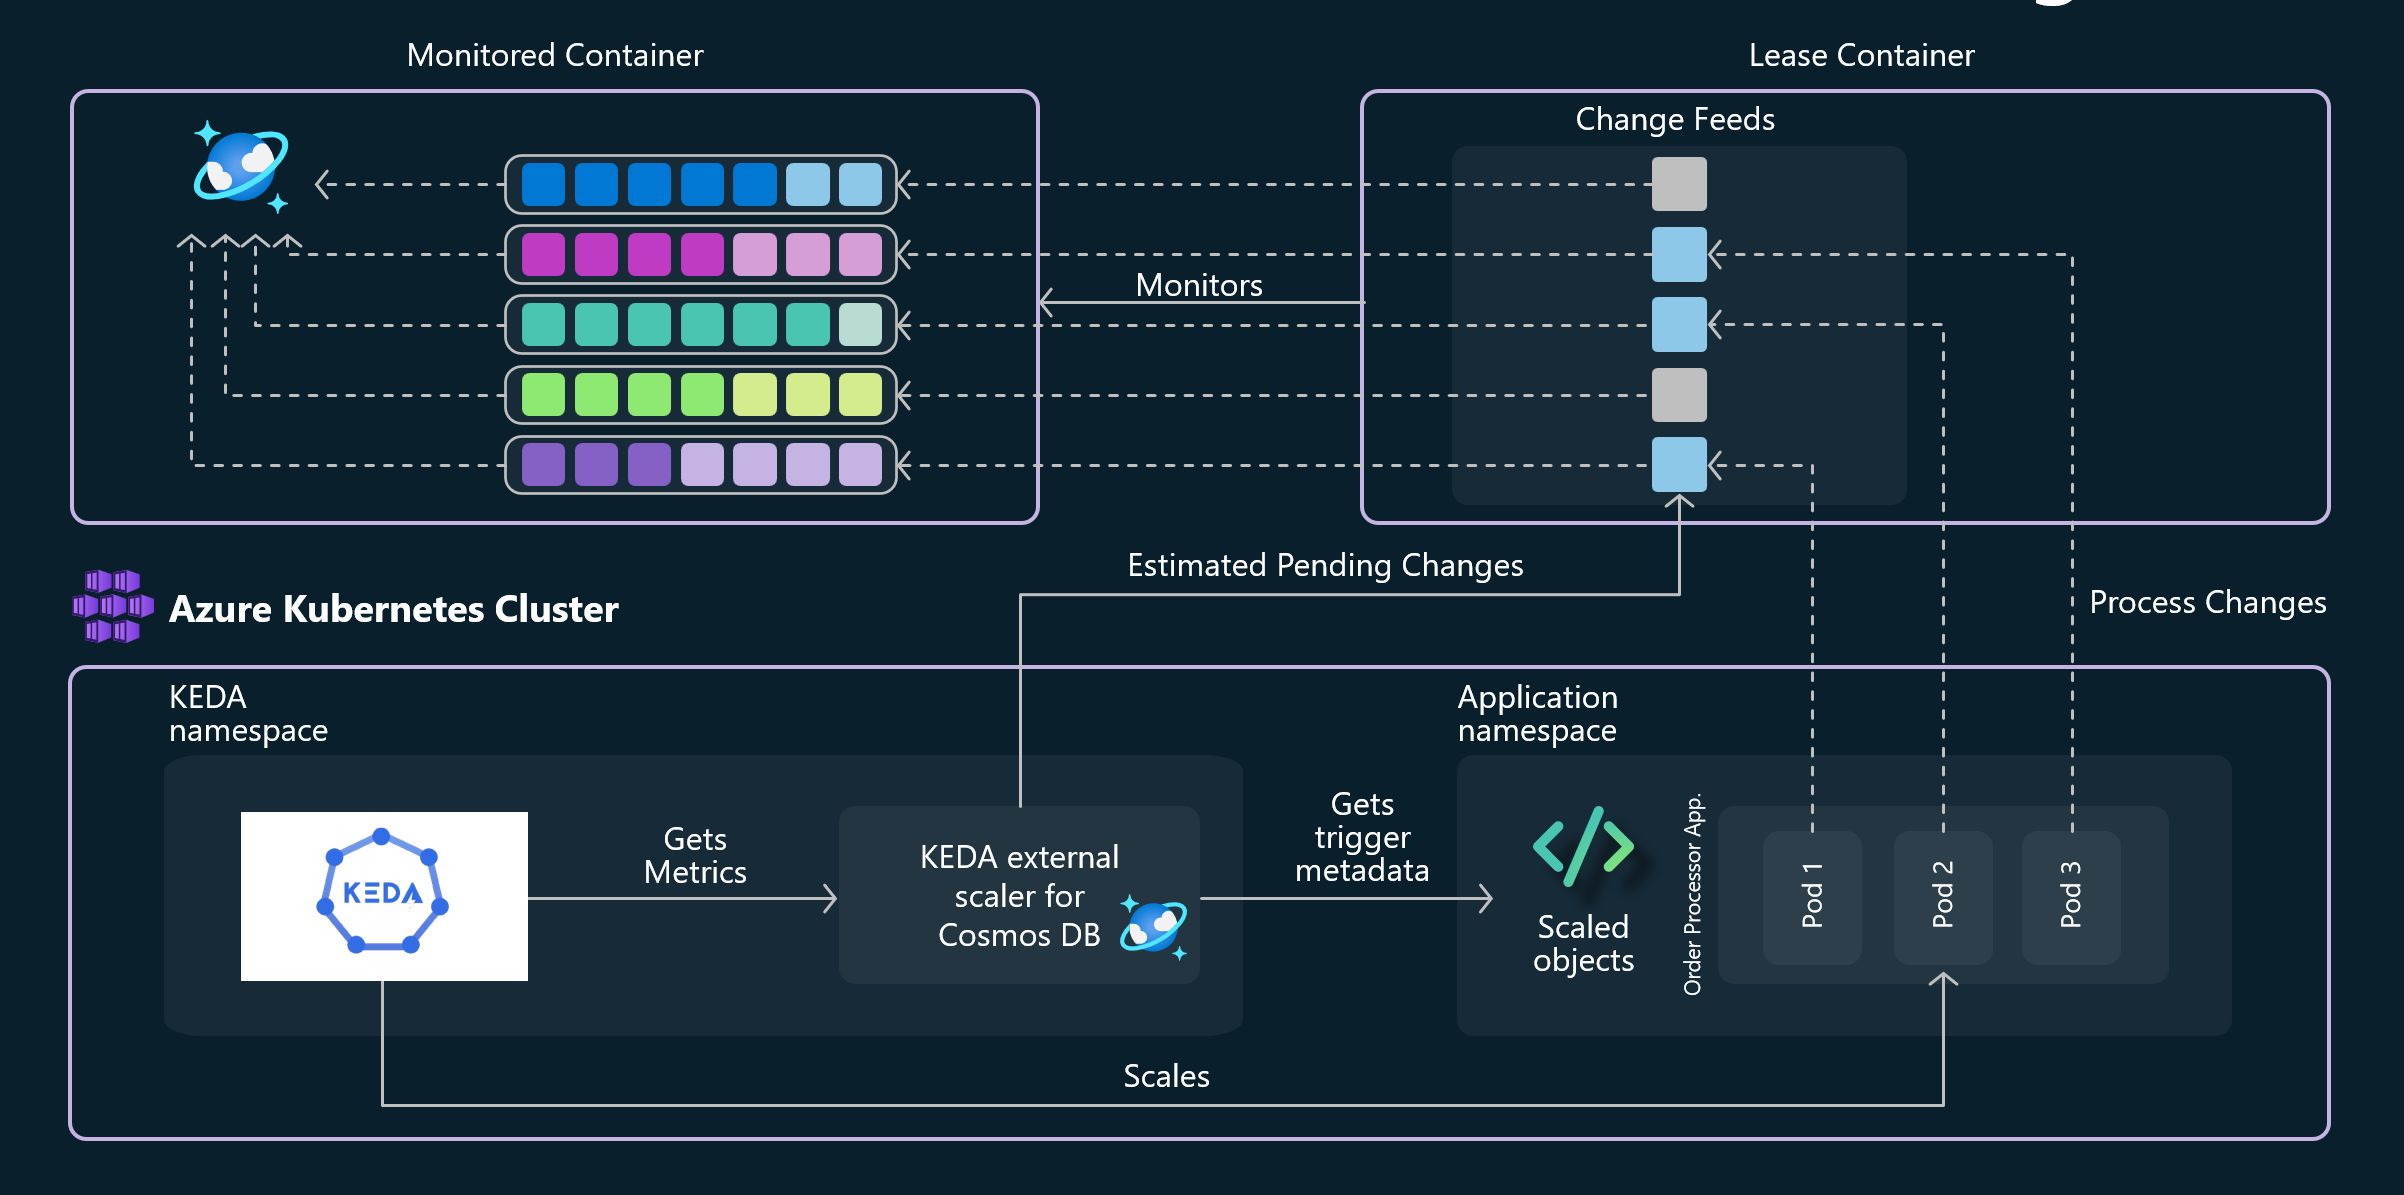 Monitored Container
Lease Container
Change Feeds
Monitors
Estimated Pending Changes
Azure Kubernetes Cluster
Process Changes
KEDA
namespace
Application
namespace
KEDA
Gets
Metrics
KEDA external
scaler for
Cosmos DB
Gets
trigger
metadata
Scaled
objects
Order Processor App.
Pod 1
Pod 2
Pod 3
Scales